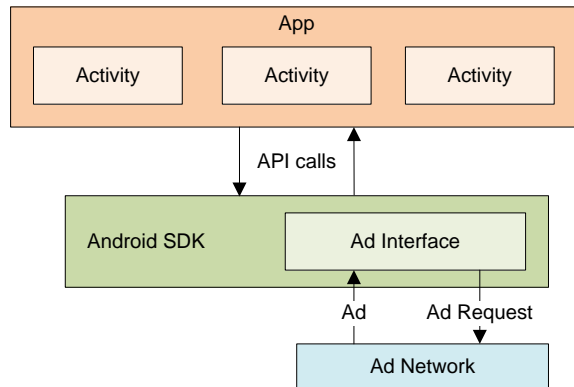 App
Activity Activity Activity
API calls
Android SDK Ad Interface
Ad Ad Request
Ad Network